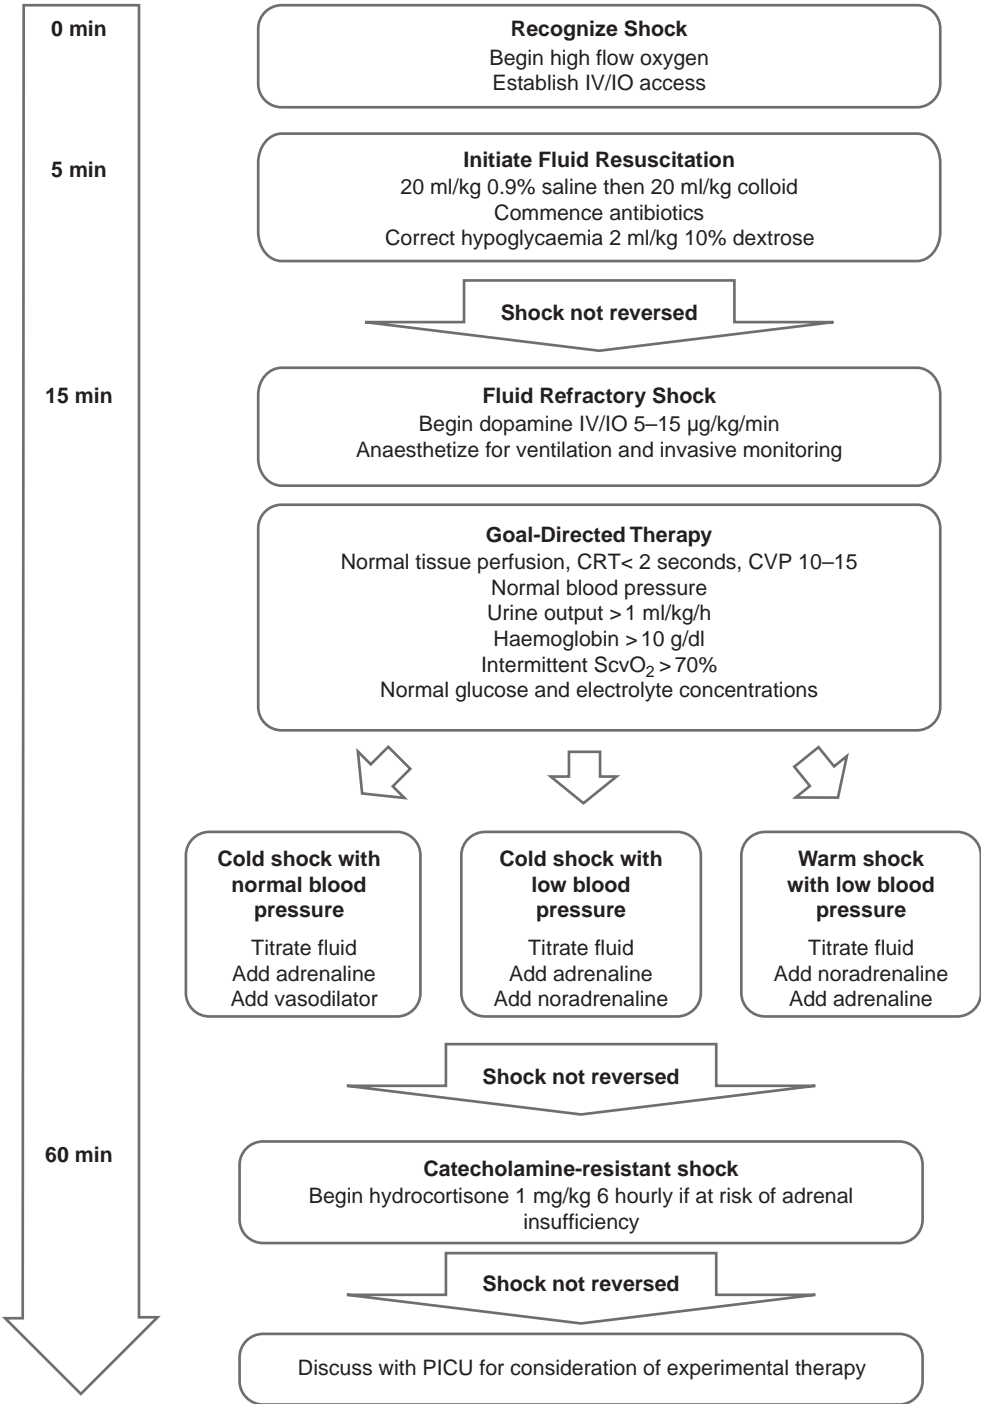 0 min
Recognize Shock
Begin high flow oxygen
Establish IV/IO access
5 min
Initiate Fluid Resuscitation
20 ml/kg 0.9% saline then 20 ml/kg colloid
Commence antibiotics
Correct hypoglycaemia 2 ml/kg 10% dextrose
Shock not reversed
15 min
Fluid Refractory Shock
Begin dopamine IV/IO 5–15 µg/kg/min
Anaesthetize for ventilation and invasive monitoring
Goal-Directed Therapy
Normal tissue perfusion, CRT< 2 seconds, CVP 10–15
Normal blood pressure
Urine output > 1 ml/kg/h
Haemoglobin > 10 g/dl
Intermittent ScvO₂ > 70%
Normal glucose and electrolyte concentrations
Cold shock with
normal blood
pressure
Titrate fluid
Add adrenaline
Add vasodilator
Cold shock with
low blood
pressure
Titrate fluid
Add adrenaline
Add noradrenaline
Warm shock
with low blood
pressure
Titrate fluid
Add noradrenaline
Add adrenaline
Shock not reversed
60 min
Catecholamine-resistant shock
Begin hydrocortisone 1 mg/kg 6 hourly if at risk of adrenal
insufficiency
Shock not reversed
Discuss with PICU for consideration of experimental therapy